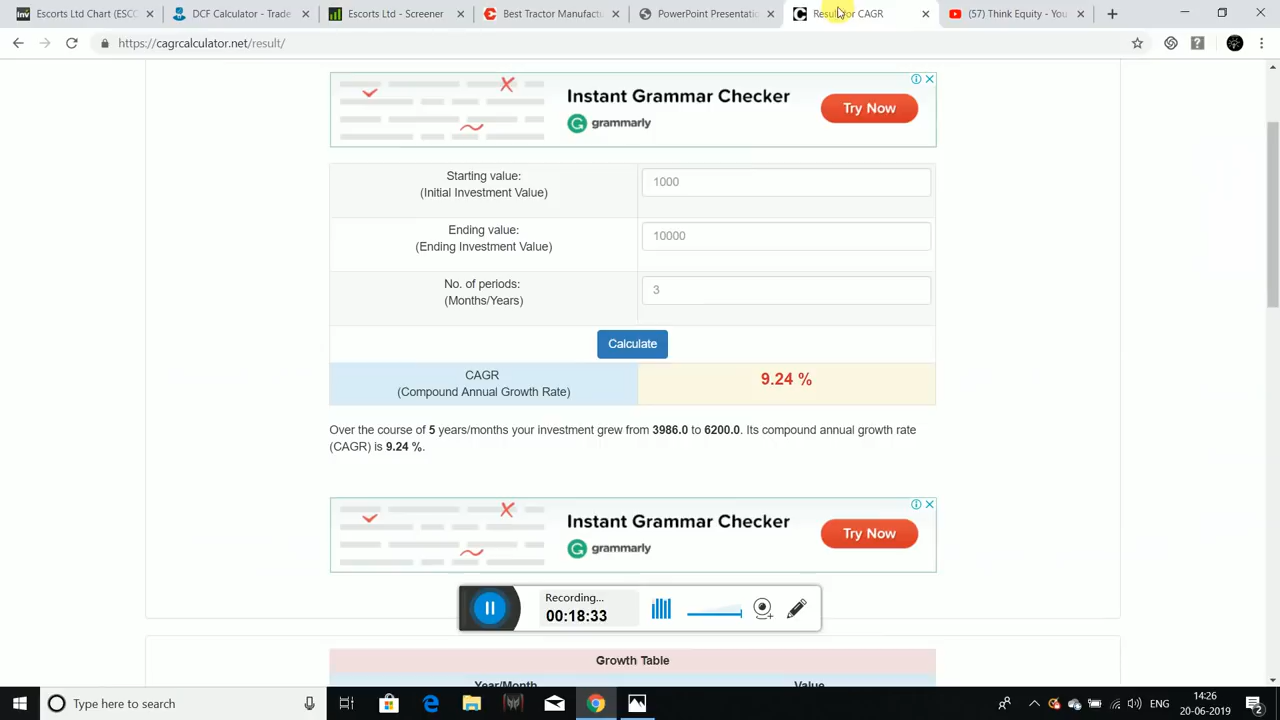 Escorts Ltd Chart (ESC
DCF Calculator - Trade
Escorts Ltd - Screener
Best Tractor Manufactu
PowerPoint Presentatio
(57) Think Equity - You
https://cagrcalculator.net/result/
Instant Grammar Checker
grammarly
Try Now
Starting value:
(Initial Investment Value)
1000
Ending value:
(Ending Investment Value)
10000
No. of periods:
(Months/Years)
3
Calculate
CAGR
(Compound Annual Growth Rate)
9.24 %
Over the course of 5 years/months your investment grew from 3986.0 to 6200.0. Its compound annual growth rate
(CAGR) is 9.24 %.
Instant Grammar Checker
grammarly
Try Now
Recording...
00:18:33
Growth Table
Year/Month
Value
Type here to search
ENG
14:26
20-06-2019
2